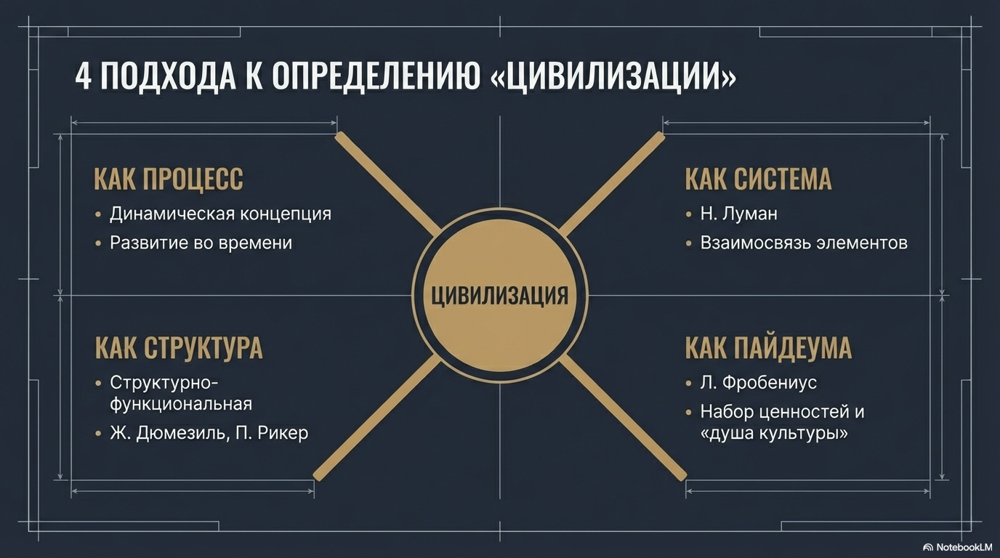 4 ПОДХОДА К ОПРЕДЕЛЕНИЮ «ЦИВИЛИЗАЦИИ»
КАК ПРОЦЕСС
• Динамическая концепция
• Развитие во времени
КАК СИСТЕМА
• Н. Луман
• Взаимосвязь элементов
ЦИВИЛИЗАЦИЯ
КАК СТРУКТУРА
• Структурно-
функциональная
• Ж. Дюмезиль, П. Рикер
КАК ПАЙДЕУМА
• Л. Фробениус
• Набор ценностей и
«душа культуры»
NotebookLM